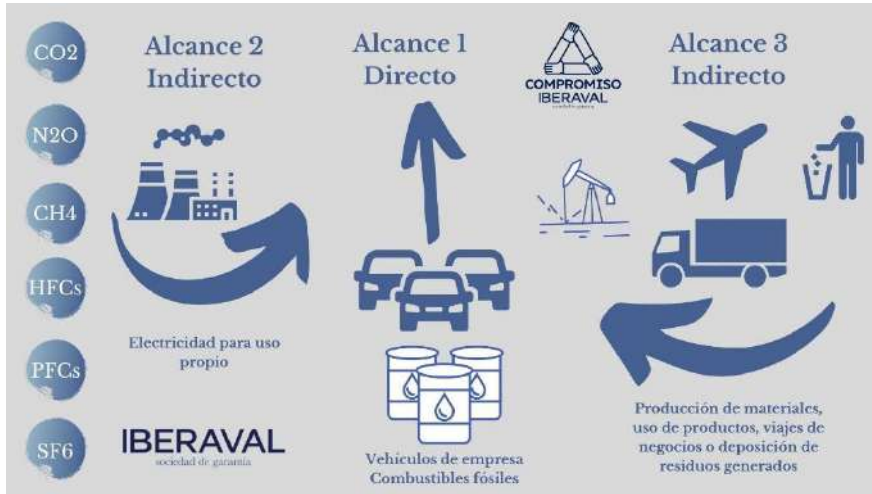 CO2
N2O
CH4
HFCs
PFCs
SF6
Alcance 2
Indirecto
Electricidad para uso
propio
IBERAVAL
sociedad de garantía
Alcance 1
Directo
Vehículos de empresa
Combustibles fósiles
COMPROMISO
IBERAVAL
Alcance 3
Indirecto
Producción de materiales,
uso de productos, viajes de
negocios o deposición de
residuos generados